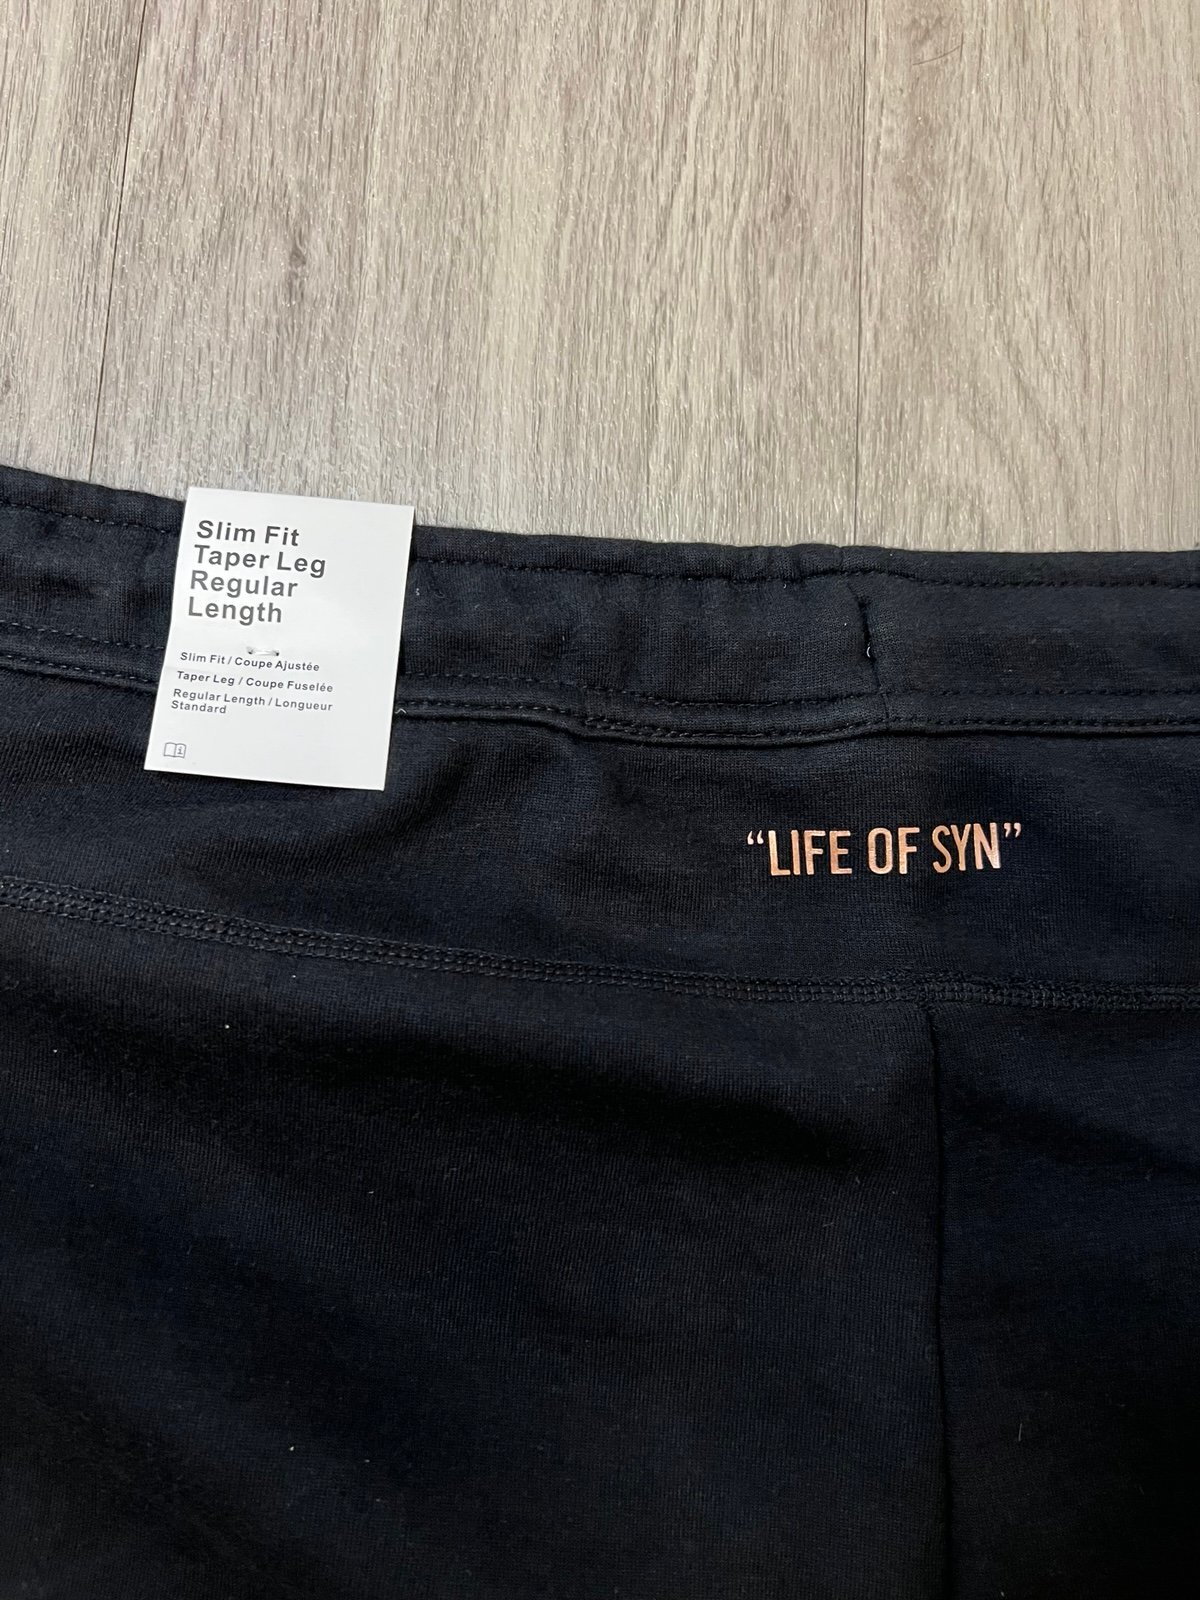 Slim Fit
Taper Leg
Regular
Length
Slim Fit / Coupe Ajustée
Taper Leg / Coupe Fuselée
Regular Length / Longueur
Standard
“LIFE OF SYN”